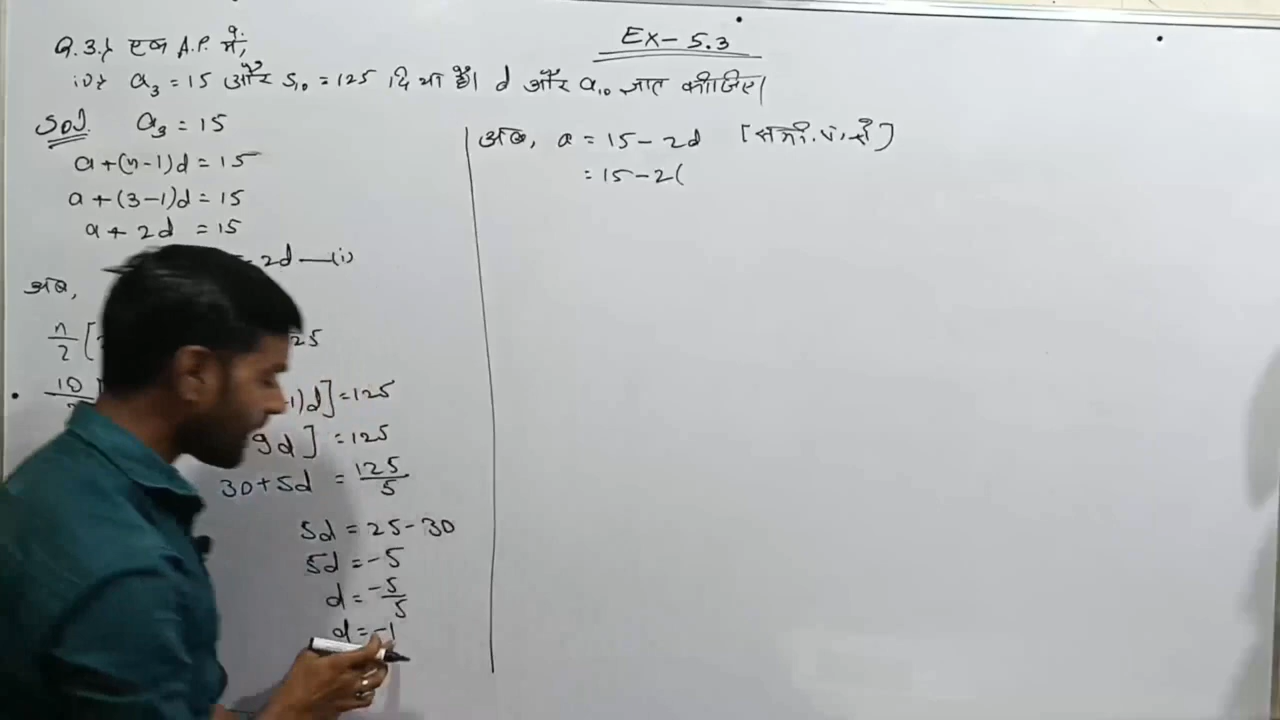 Ex- 5.3
Q.3.} एक A.P. में,
iv} a₃ = 15 और S₁₀ = 125 दिया है। d और a₁₀ ज्ञात कीजिए।
Sol. a₃ = 15
a+(n-1)d = 15
a+(3-1)d = 15
a + 2d = 15
2d —(i)
अब,
n/2 [
25
10
1)d] = 125
9d] = 125
30+5d = 125/5
5d = 25-30
5d = -5
d = -5/5
d = -1
अब, a = 15 - 2d [समी. i, से]
= 15-2(